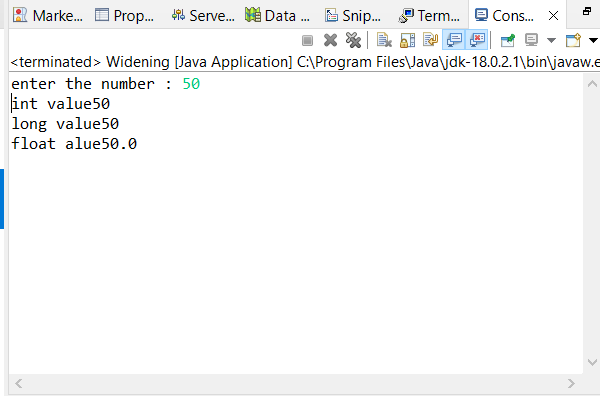 Marke... Prop... Serve... Data ... Snip... Term... Cons...
<terminated> Widening [Java Application] C:\Program Files\Java\jdk-18.0.2.1\bin\javaw.e
enter the number : 50
int value50
long value50
float alue50.0